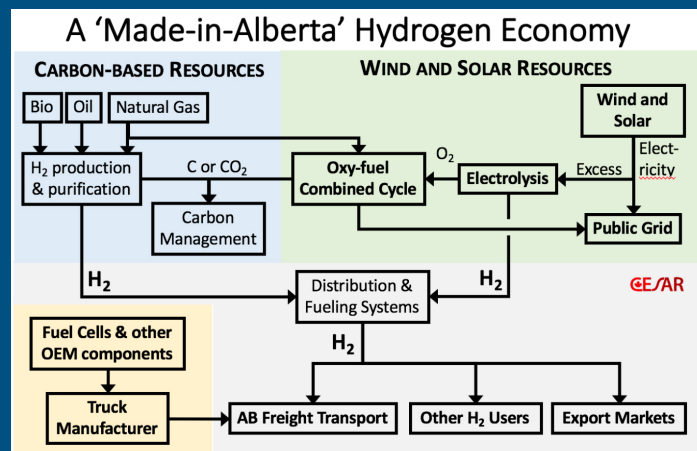 A ‘Made-in-Alberta’ Hydrogen Economy
CARBON-BASED RESOURCES
WIND AND SOLAR RESOURCES
Bio
Oil
Natural Gas
Wind and
Solar
H₂ production
& purification
C or CO₂
Oxy-fuel
Combined Cycle
O₂
Electrolysis
Excess
Elect-
ricity
Carbon
Management
Public Grid
H₂
Distribution &
Fueling Systems
H₂
CESAR
H₂
Fuel Cells & other
OEM components
Truck
Manufacturer
AB Freight Transport
Other H₂ Users
Export Markets